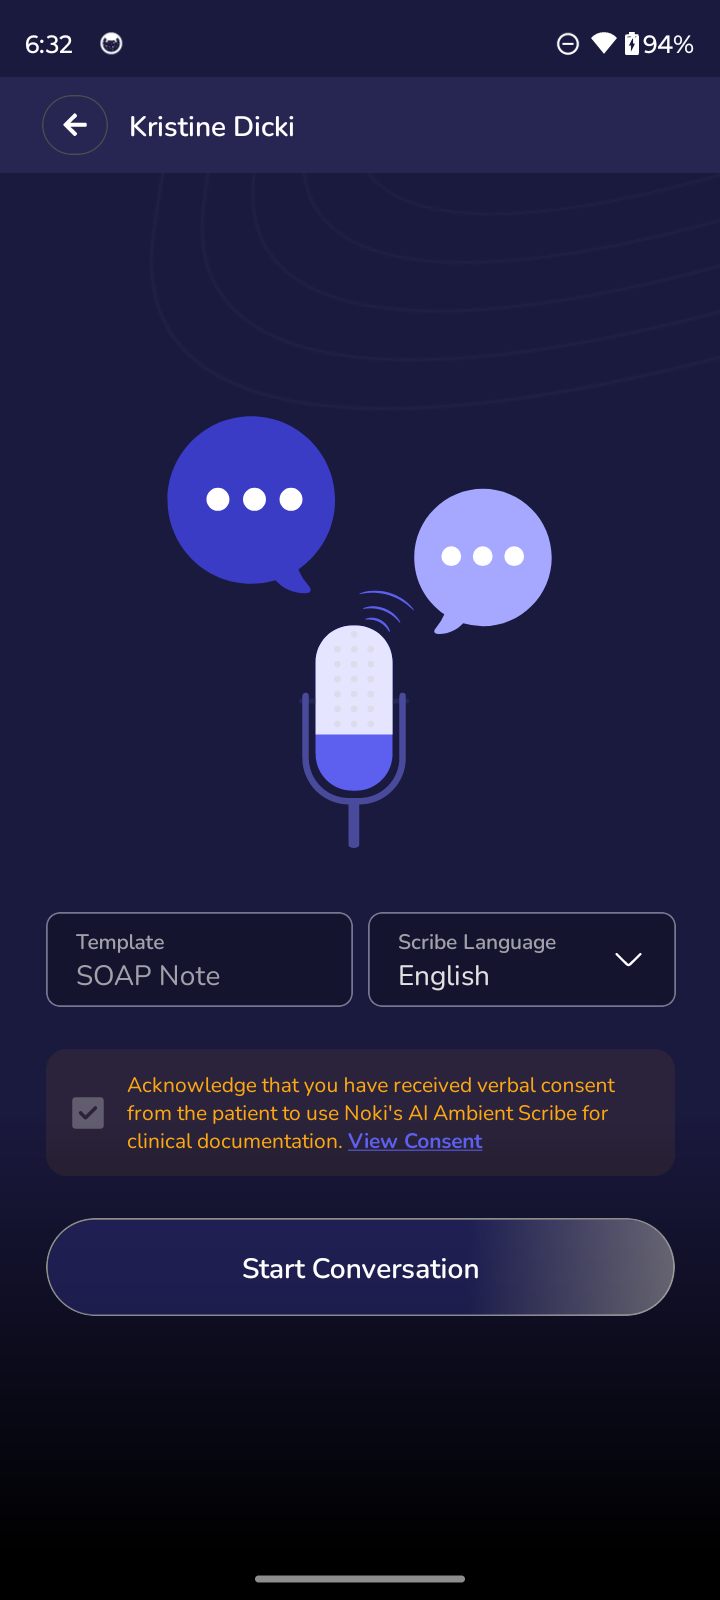 6:32
94%
Kristine Dicki
Template
SOAP Note
Scribe Language
English
Acknowledge that you have received verbal consent
from the patient to use Noki's AI Ambient Scribe for
clinical documentation. View Consent
Start Conversation